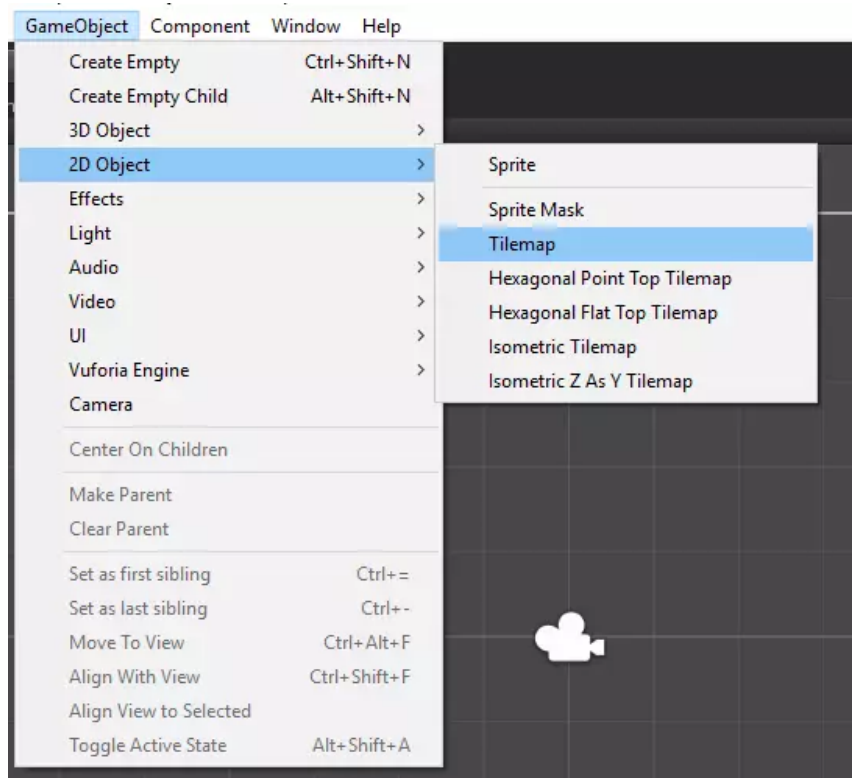 GameObject Component Window Help
Create Empty Ctrl+Shift+N
Create Empty Child Alt+Shift+N
3D Object >
2D Object >
Effects >
Light >
Audio >
Video >
UI >
Vuforia Engine >
Camera
Center On Children
Make Parent
Clear Parent
Set as first sibling Ctrl+=
Set as last sibling Ctrl+-
Move To View Ctrl+Alt+F
Align With View Ctrl+Shift+F
Align View to Selected
Toggle Active State Alt+Shift+A
Sprite
Sprite Mask
Tilemap
Hexagonal Point Top Tilemap
Hexagonal Flat Top Tilemap
Isometric Tilemap
Isometric Z As Y Tilemap